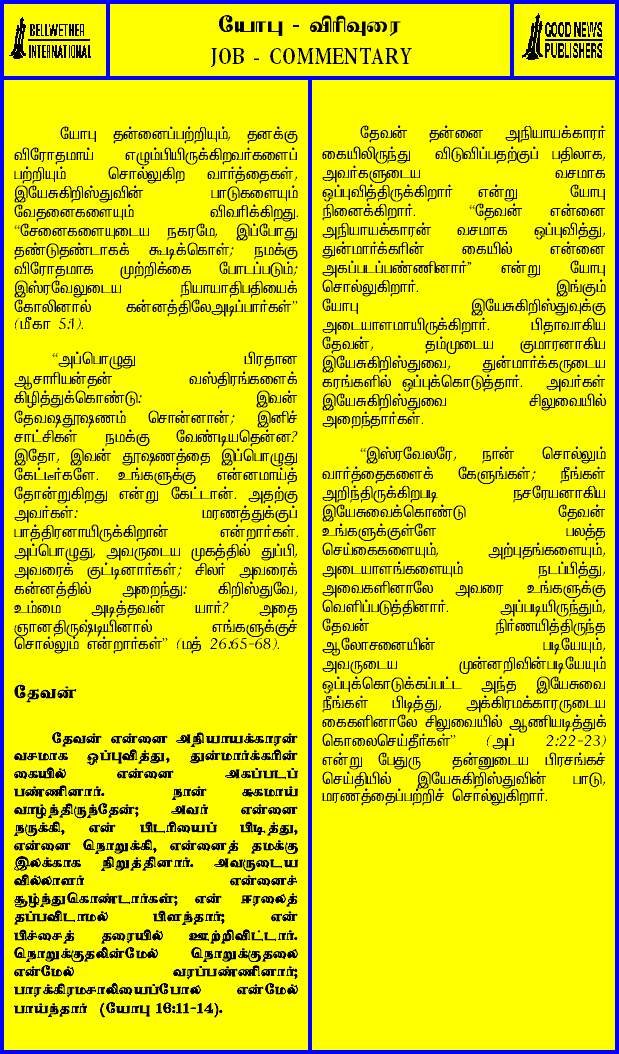 BELLWETHER
INTERNATIONAL
யோபு - விரிவுரை
JOB - COMMENTARY
GOOD NEWS
PUBLISHERS
யோபு தன்னைப்பற்றியும், தனக்கு
விரோதமாய் எழும்பியிருக்கிறவர்களைப்
பற்றியும் சொல்லுகிற வார்த்தைகள்,
இயேசுகிறிஸ்துவின் பாடுகளையும்
வேதனைகளையும் விவரிக்கிறது.
“சேனைகளையுடைய நகரமே, இப்போது
தண்டுதண்டாகக் கூடிக்கொள்; நமக்கு
விரோதமாக முற்றிக்கை போடப்படும்;
இஸ்ரவேலுடைய நியாயாதிபதியைக்
கோலினால் கன்னத்திலேஅடிப்பார்கள்”
(மீகா 5:1).
“அப்பொழுது பிரதான
ஆசாரியன்தன் வஸ்திரங்களைக்
கிழித்துக்கொண்டு: இவன்
தேவஷதூஷணம் சொன்னான்; இனிச்
சாட்சிகள் நமக்கு வேண்டியதென்ன?
இதோ, இவன் தூஷணத்தை இப்பொழுது
கேட்டீர்களே. உங்களுக்கு என்னமாய்த்
தோன்றுகிறது என்று கேட்டான். அதற்கு
அவர்கள்: மரணத்துக்குப்
பாத்திரனாயிருக்கிறான் என்றார்கள்.
அப்பொழுது, அவருடைய முகத்தில் துப்பி,
அவரைக் குட்டினார்கள்; சிலர் அவரைக்
கன்னத்தில் அறைந்து: கிறிஸ்துவே,
உம்மை அடித்தவன் யார்? அதை
ஞானதிருஷ்டியினால் எங்களுக்குச்
சொல்லும் என்றார்கள்” (மத் 26:65-68).
தேவன்
தேவன் என்னை அநியாயக்காரன்
வசமாக ஒப்புவித்து, துன்மார்க்கரின்
கையில் என்னை அகப்படப்
பண்ணினார். நான் சுகமாய்
வாழ்ந்திருந்தேன்; அவர் என்னை
நருக்கி, என் பிடரியைப் பிடித்து,
என்னை நொறுக்கி, என்னைத் தமக்கு
இலக்காக நிறுத்தினார். அவருடைய
வில்லாளர் என்னைச்
சூழ்ந்துகொண்டார்கள்; என் ஈரலைத்
தப்பவிடாமல் பிளந்தார்; என்
பிச்சைத் தரையில் ஊற்றிவிட்டார்.
நொறுக்குதலின்மேல் நொறுக்குதலை
என்மேல் வரப்பண்ணினார்;
பாரக்கிரமசாலியைப்போல் என்மேல்
பாய்ந்தார் (யோபு 16:11-14).
தேவன் தன்னை அநியாயக்காரர்
கையிலிருந்து விடுவிப்பதற்குப் பதிலாக,
அவர்களுடைய வசமாக
ஒப்புவித்திருக்கிறார் என்று யோபு
நினைக்கிறார். “தேவன் என்னை
அநியாயக்காரன் வசமாக ஒப்புவித்து,
துன்மார்க்கரின் கையில் என்னை
அகப்படப்பண்ணினார்” என்று யோபு
சொல்லுகிறார். இங்கும்
யோபு இயேசுகிறிஸ்துவுக்கு
அடையாளமாயிருக்கிறார். பிதாவாகிய
தேவன், தம்முடைய குமாரனாகிய
இயேசுகிறிஸ்துவை, துன்மார்க்கருடைய
கரங்களில் ஒப்புக்கொடுத்தார். அவர்கள்
இயேசுகிறிஸ்துவை சிலுவையில்
அறைந்தார்கள்.
“இஸ்ரவேலரே, நான் சொல்லும்
வார்த்தைகளைக் கேளுங்கள்; நீங்கள்
அறிந்திருக்கிறபடி நசரேயனாகிய
இயேசுவைக்கொண்டு தேவன்
உங்களுக்குள்ளே பலத்த
செய்கைகளையும், அற்புதங்களையும்,
அடையாளங்களையும் நடப்பித்து,
அவைகளினாலே அவரை உங்களுக்கு
வெளிப்படுத்தினார். அப்படியிருந்தும்,
தேவன் நிர்ணயித்திருந்த
ஆலோசனையின் படியேயும்,
அவருடைய முன்னறிவின்படியேயும்
ஒப்புக்கொடுக்கப்பட்ட அந்த இயேசுவை
நீங்கள் பிடித்து, அக்கிரமக்காரருடைய
கைகளினாலே சிலுவையில் ஆணியடித்துக்
கொலைசெய்தீர்கள்” (அப் 2:22-23)
என்று பேதுரு தன்னுடைய பிரசங்கச்
செய்தியில் இயேசுகிறிஸ்துவின் பாடு,
மரணத்தைப்பற்றிச் சொல்லுகிறார்.